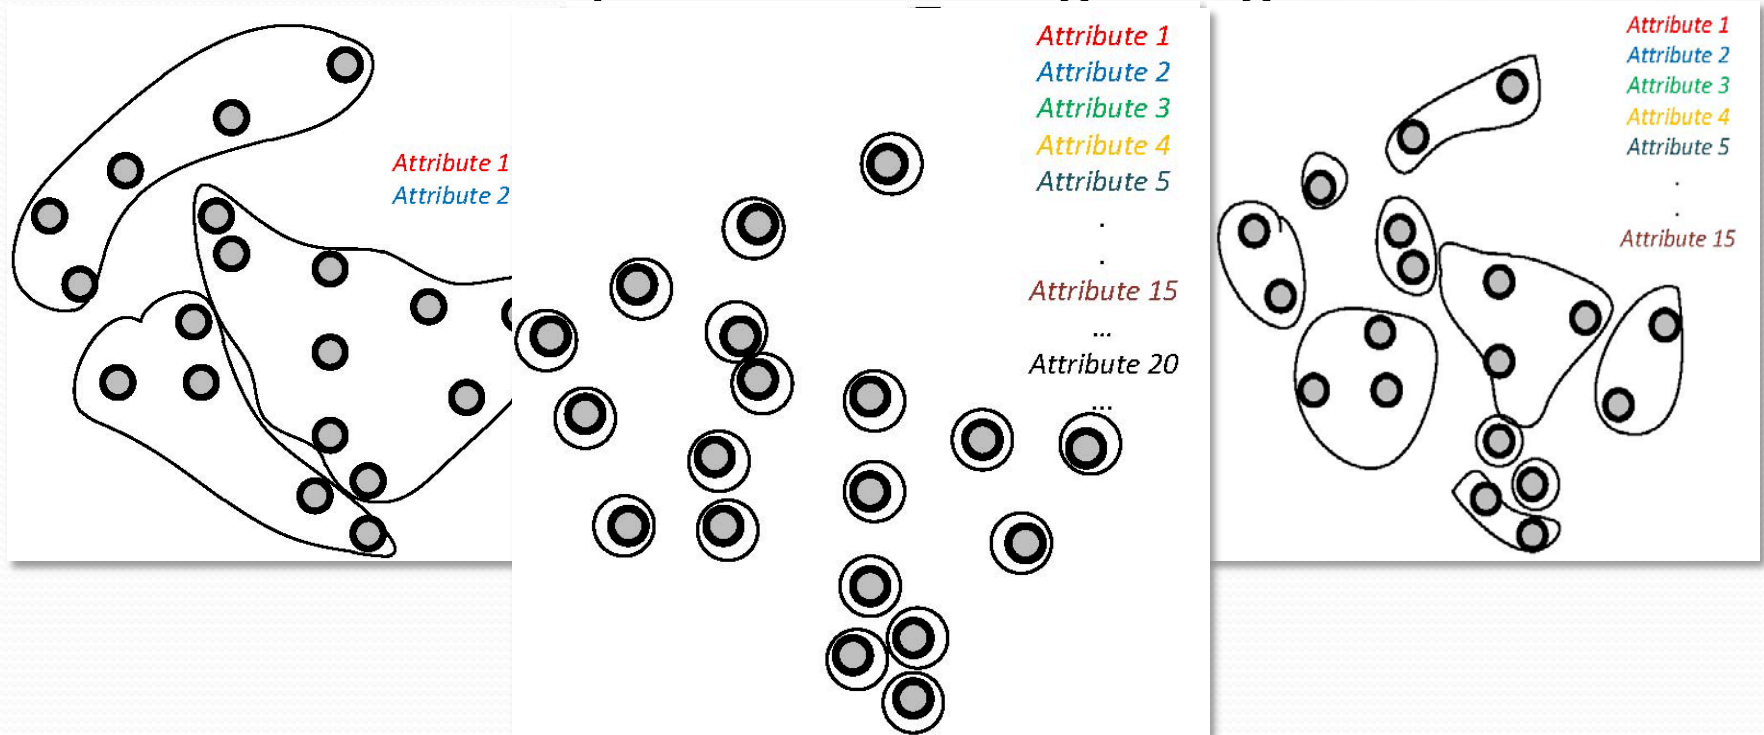 Attribute 1
Attribute 2
Attribute 1
Attribute 2
Attribute 3
Attribute 4
Attribute 5
.
.
Attribute 15
...
Attribute 20
...
Attribute 1
Attribute 2
Attribute 3
Attribute 4
Attribute 5
.
.
Attribute 15